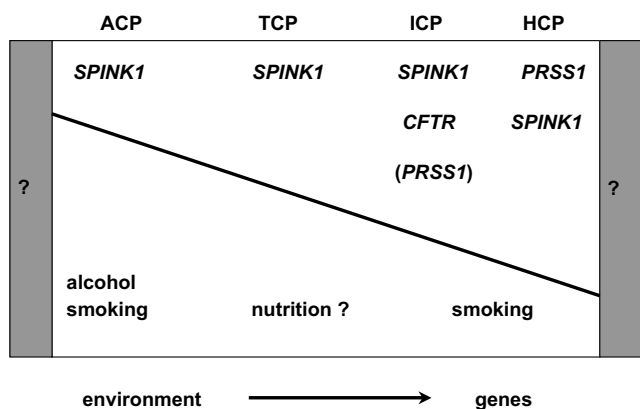 ACP TCP ICP HCP
SPINK1 SPINK1 SPINK1 PRSS1
CFTR SPINK1
(PRSS1)
? ?
alcohol
smoking nutrition ? smoking
environment genes